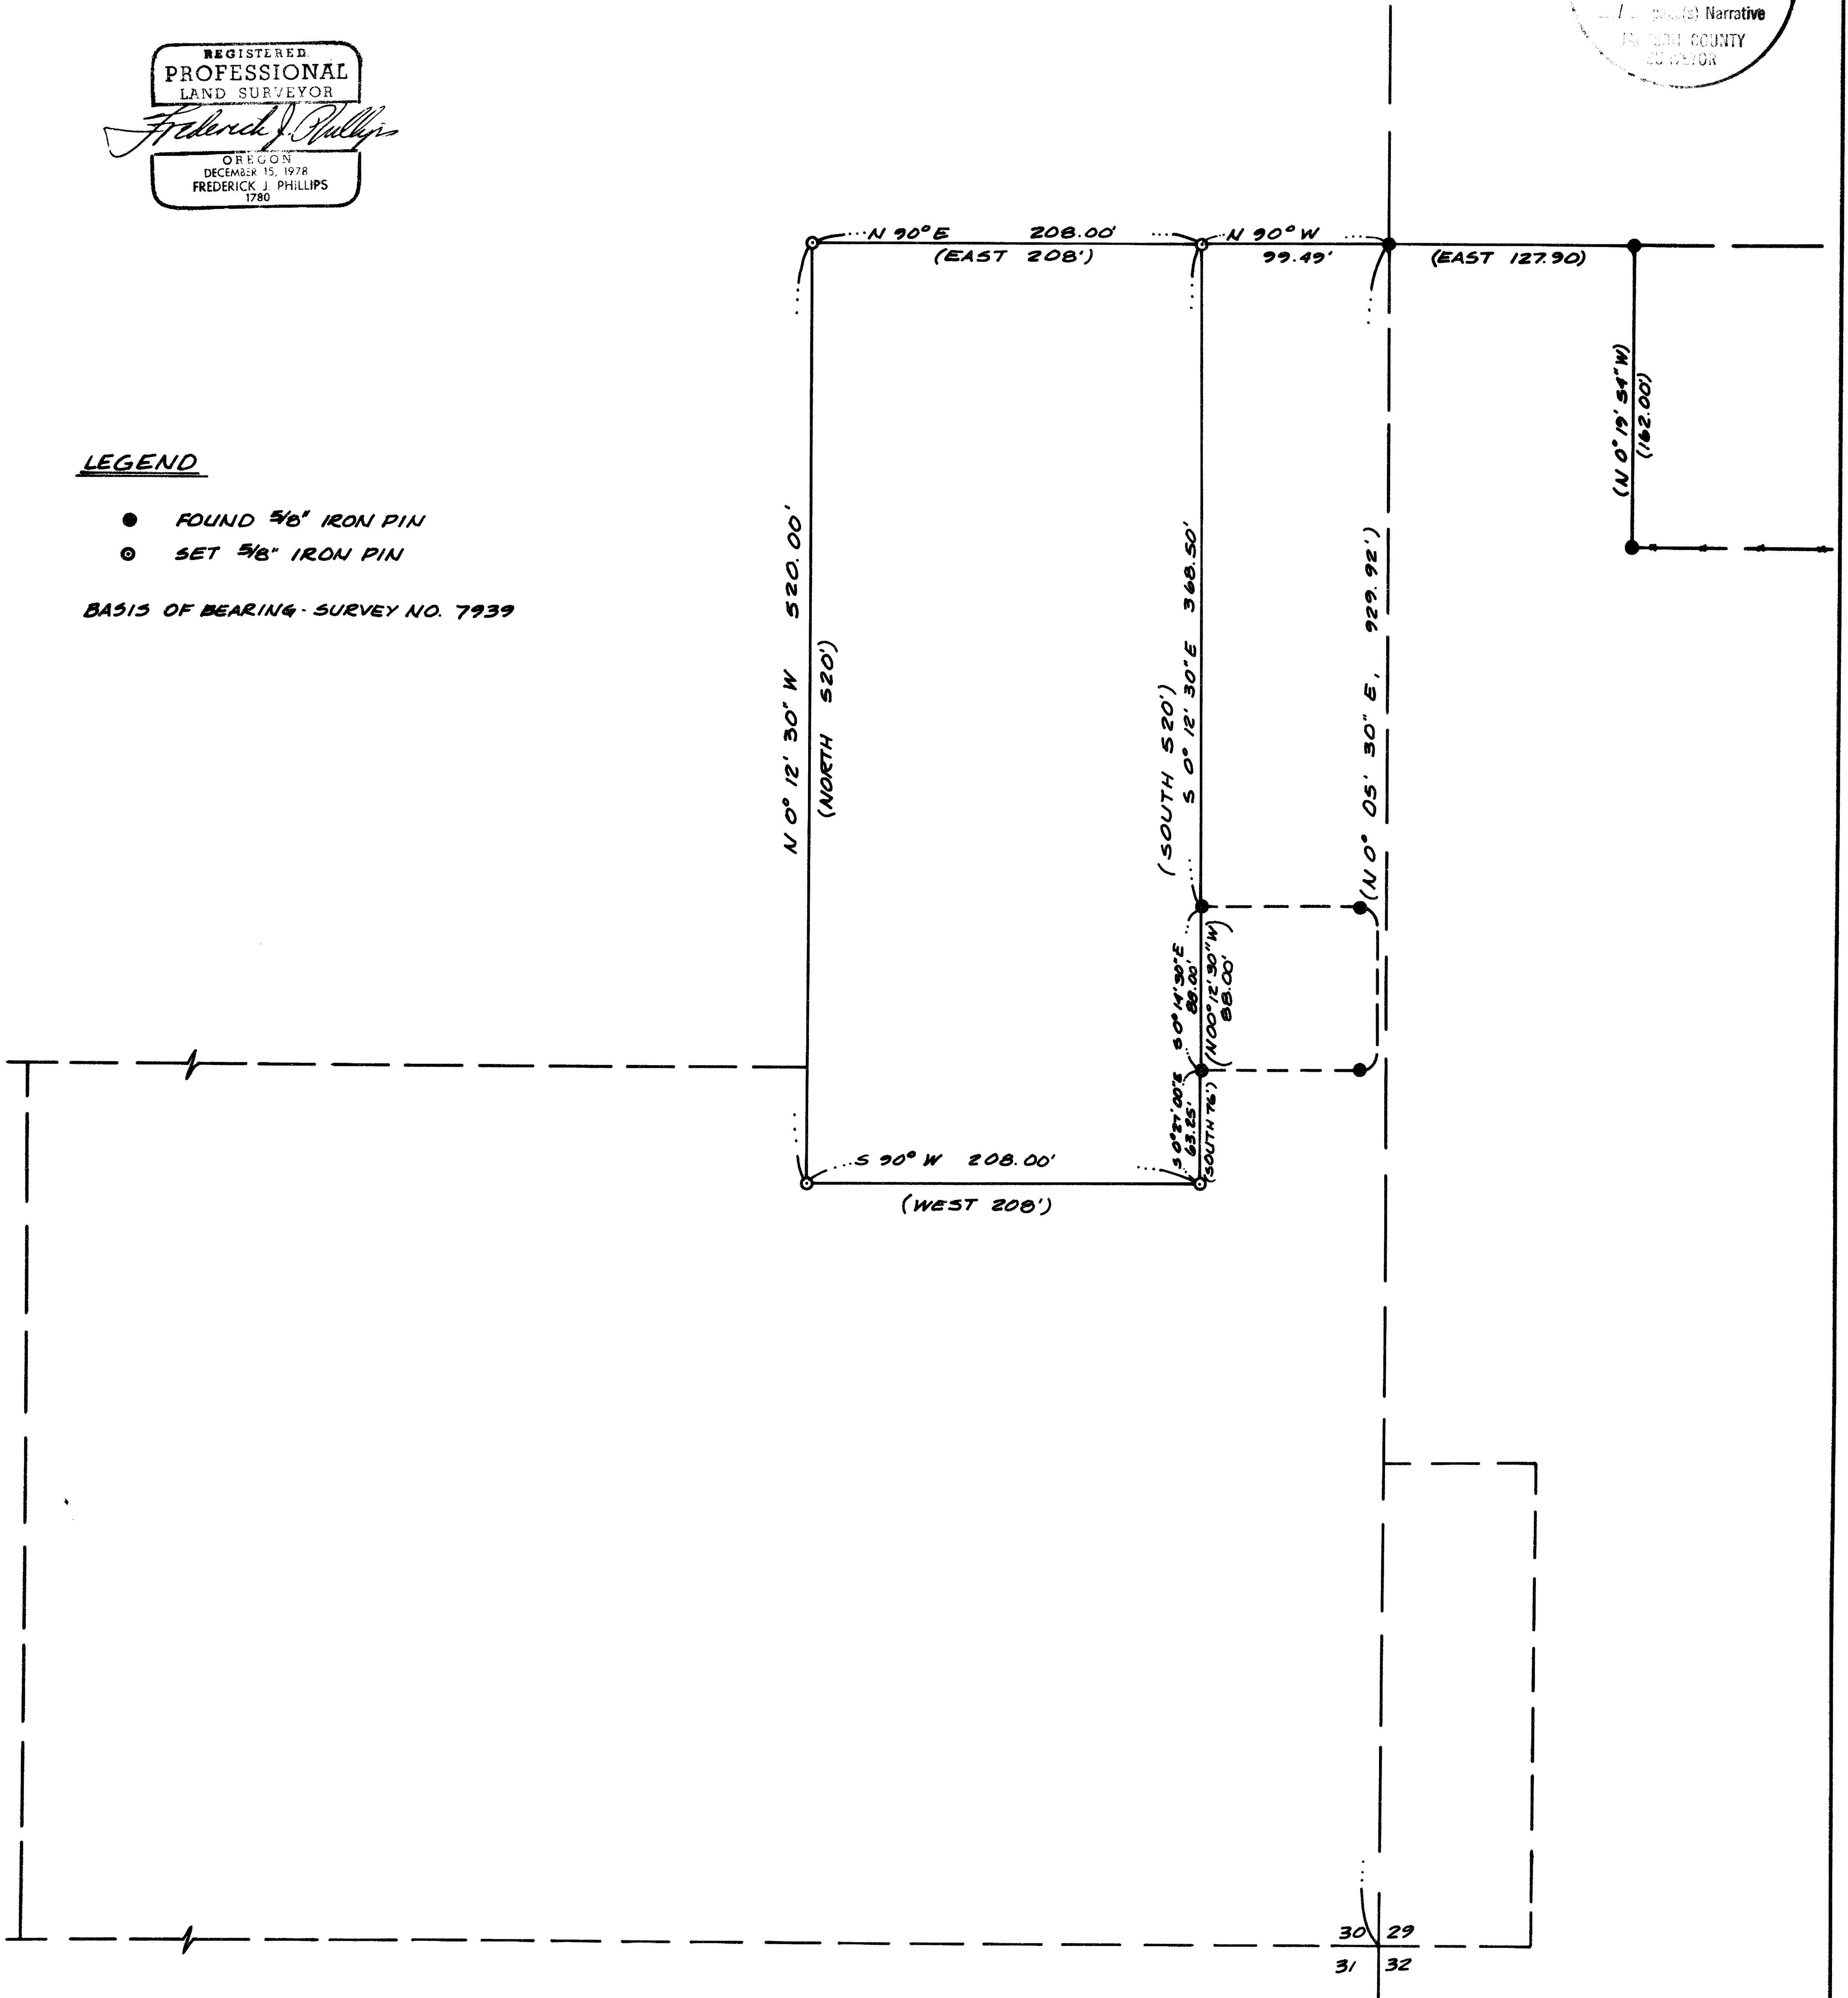 Narrative
COUNTY
REGISTERED
PROFESSIONAL
LAND SURVEYOR
Frederick J. Phillips
OREGON
DECEMBER 15, 1978
FREDERICK J. PHILLIPS
1780
N 90° E 208.00'
(EAST 208')
N 90° W
99.49'
(EAST 127.90)
(N 0° 19' 54" W)
(162.00)
LEGEND
FOUND 5/8" IRON PIN
SET 5/8" IRON PIN
BASIS OF BEARING - SURVEY NO. 7939
N 0° 12' 30" W 520.00'
(NORTH 520')
(SOUTH 520')
S 0° 12' 30" E 368.50'
(N 0° 05' 30" E, 929.92')
S 0° 14' 30" E
88.00'
(N 00° 12' 30" W)
88.00'
S 0° 27' 00" E
63.25'
(SOUTH 76')
S 90° W 208.00'
(WEST 208')
30 29
31 32